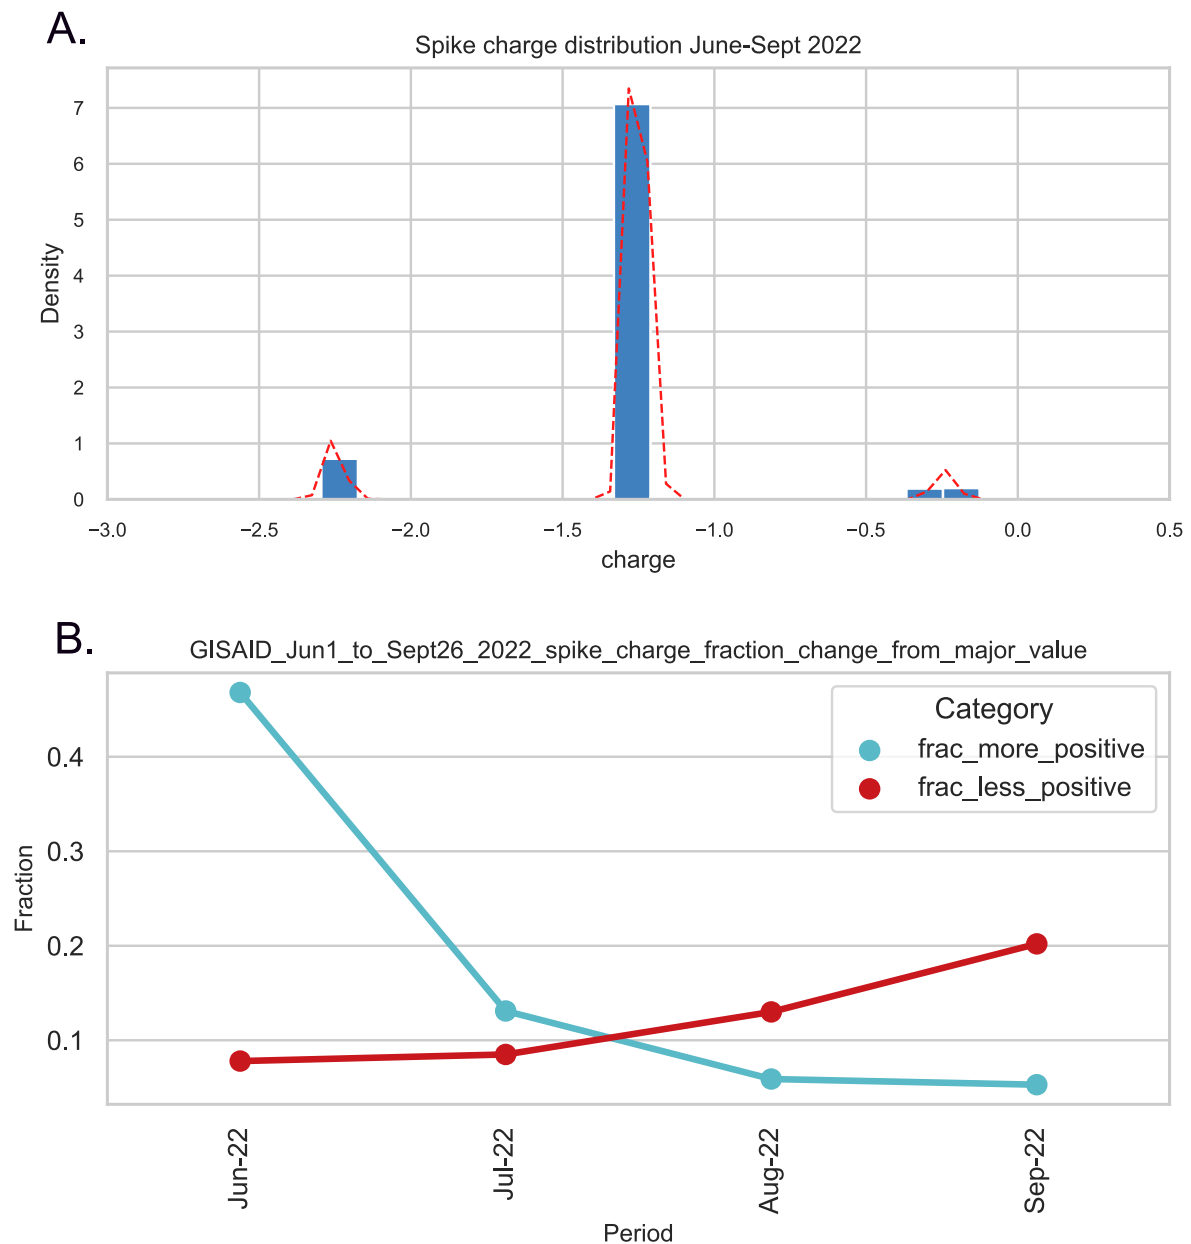 A.
Spike charge distribution June-Sept 2022
7
6
5
4
3
2
1
0
Density
−3.0 −2.5 −2.0 −1.5 −1.0 −0.5 0.0 0.5
charge
B.
GISAID_Jun1_to_Sept26_2022_spike_charge_fraction_change_from_major_value
Category
frac_more_positive
frac_less_positive
0.4
0.3
0.2
0.1
Fraction
Jun-22 Jul-22 Aug-22 Sep-22
Period